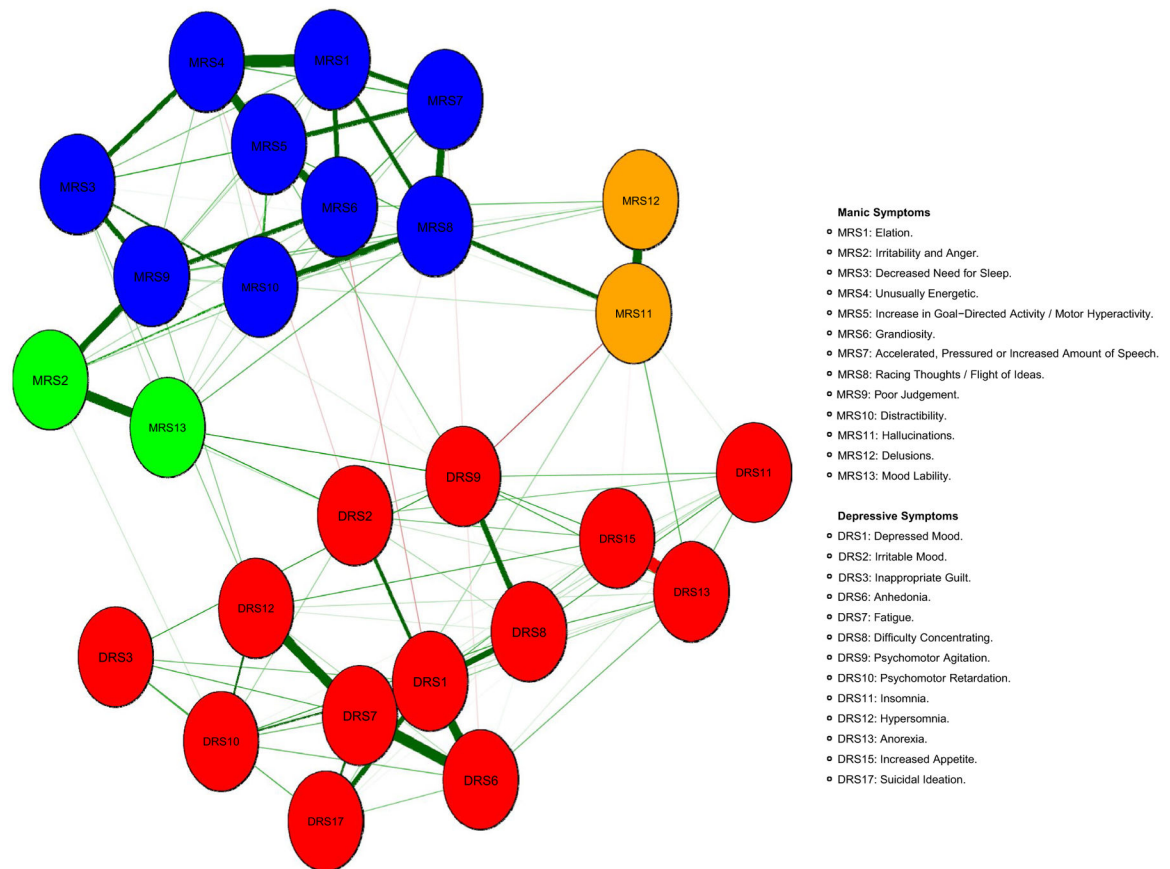 MRS4
MRS1
MRS7
MRS5
MRS3
MRS6
MRS8
MRS12
MRS9
MRS10
MRS11
MRS2
MRS13
DRS9
DRS11
DRS2
DRS15
DRS13
DRS12
DRS8
DRS3
DRS1
DRS7
DRS10
DRS6
DRS17
Manic Symptoms
MRS1: Elation.
MRS2: Irritability and Anger.
MRS3: Decreased Need for Sleep.
MRS4: Unusually Energetic.
MRS5: Increase in Goal−Directed Activity / Motor Hyperactivity.
MRS6: Grandiosity.
MRS7: Accelerated, Pressured or Increased Amount of Speech.
MRS8: Racing Thoughts / Flight of Ideas.
MRS9: Poor Judgement.
MRS10: Distractibility.
MRS11: Hallucinations.
MRS12: Delusions.
MRS13: Mood Lability.
Depressive Symptoms
DRS1: Depressed Mood.
DRS2: Irritable Mood.
DRS3: Inappropriate Guilt.
DRS6: Anhedonia.
DRS7: Fatigue.
DRS8: Difficulty Concentrating.
DRS9: Psychomotor Agitation.
DRS10: Psychomotor Retardation.
DRS11: Insomnia.
DRS12: Hypersomnia.
DRS13: Anorexia.
DRS15: Increased Appetite.
DRS17: Suicidal Ideation.